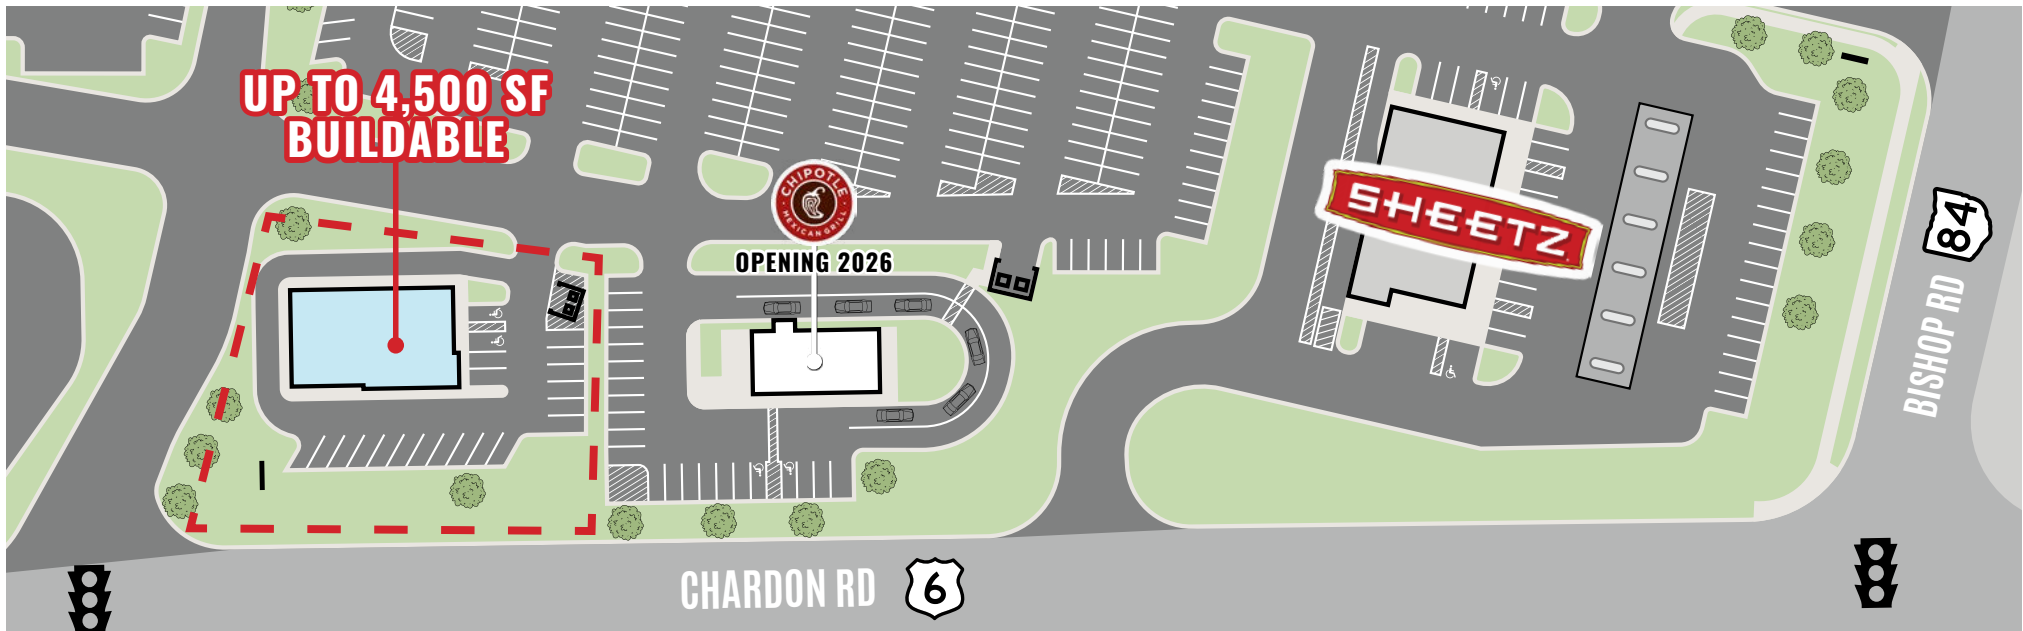 UP TO 4,500 SF
BUILDABLE
CHIPOTLE
MEXICAN GRILL
OPENING 2026
SHEETZ
84
BISHOP RD
CHARDON RD
6